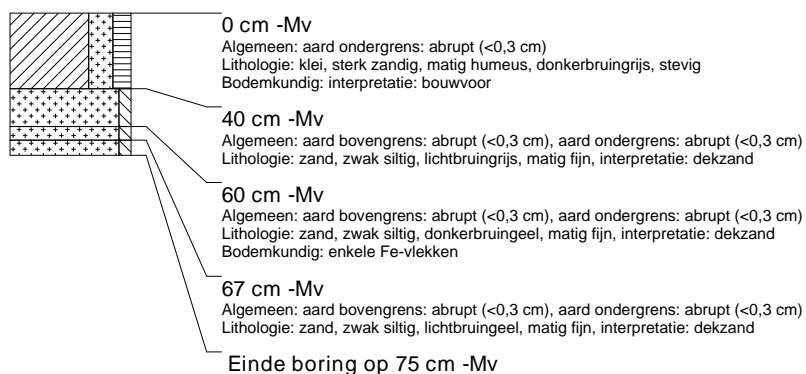 0 cm -Mv
Algemeen: aard ondergrens: abrupt (<0,3 cm)
Lithologie: klei, sterk zandig, matig humeus, donkerbruingrijs, stevig
Bodemkundig: interpretatie: bouwvoor
40 cm -Mv
Algemeen: aard bovengrens: abrupt (<0,3 cm), aard ondergrens: abrupt (<0,3 cm)
Lithologie: zand, zwak siltig, lichtbruingrijs, matig fijn, interpretatie: dekzand
60 cm -Mv
Algemeen: aard bovengrens: abrupt (<0,3 cm), aard ondergrens: abrupt (<0,3 cm)
Lithologie: zand, zwak siltig, donkerbruingeel, matig fijn, interpretatie: dekzand
Bodemkundig: enkele Fe-vlekken
67 cm -Mv
Algemeen: aard bovengrens: abrupt (<0,3 cm), aard ondergrens: abrupt (<0,3 cm)
Lithologie: zand, zwak siltig, lichtbruingeel, matig fijn, interpretatie: dekzand
Einde boring op 75 cm -Mv